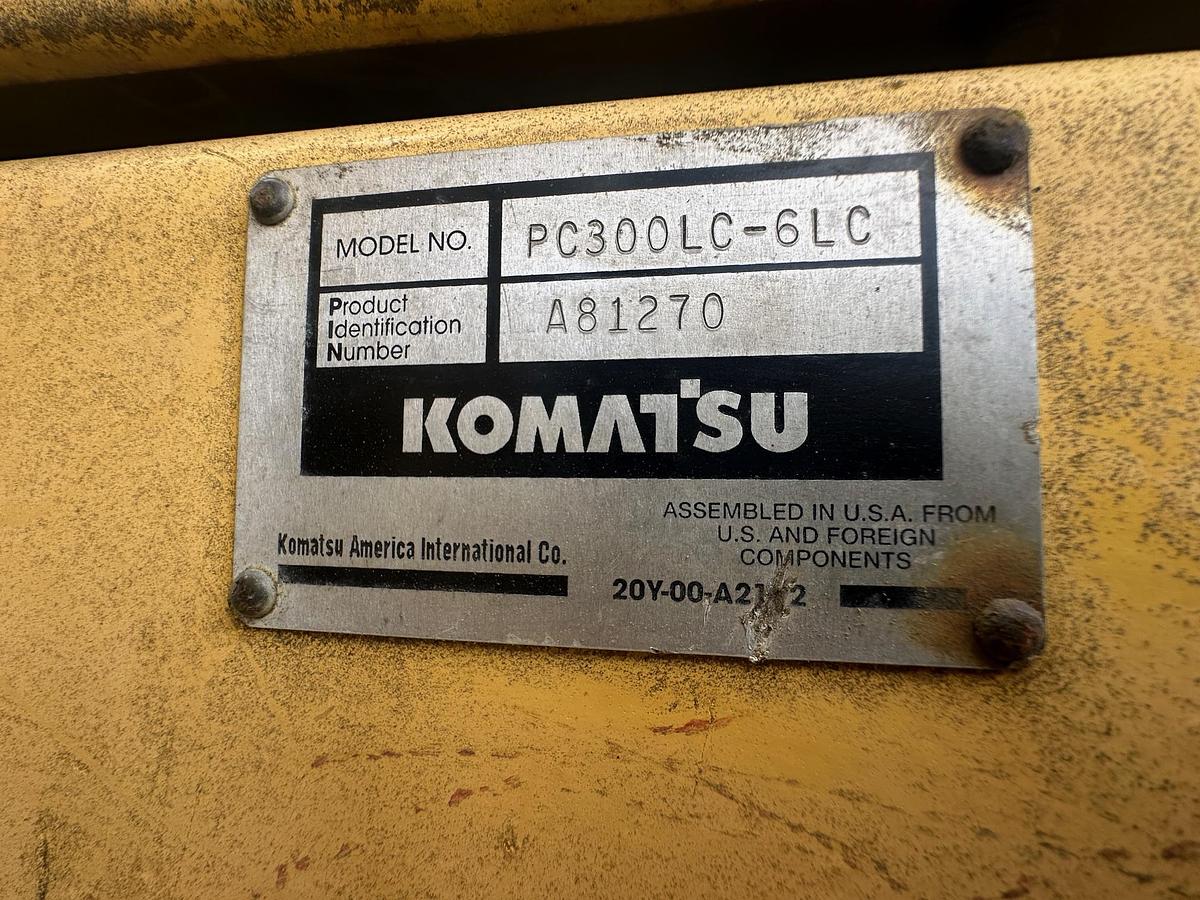 MODEL NO. PC300LC-6LC
Product
Identification
Number
A81270
KOMATSU
ASSEMBLED IN U.S.A. FROM
U.S. AND FOREIGN
COMPONENTS
Komatsu America International Co.